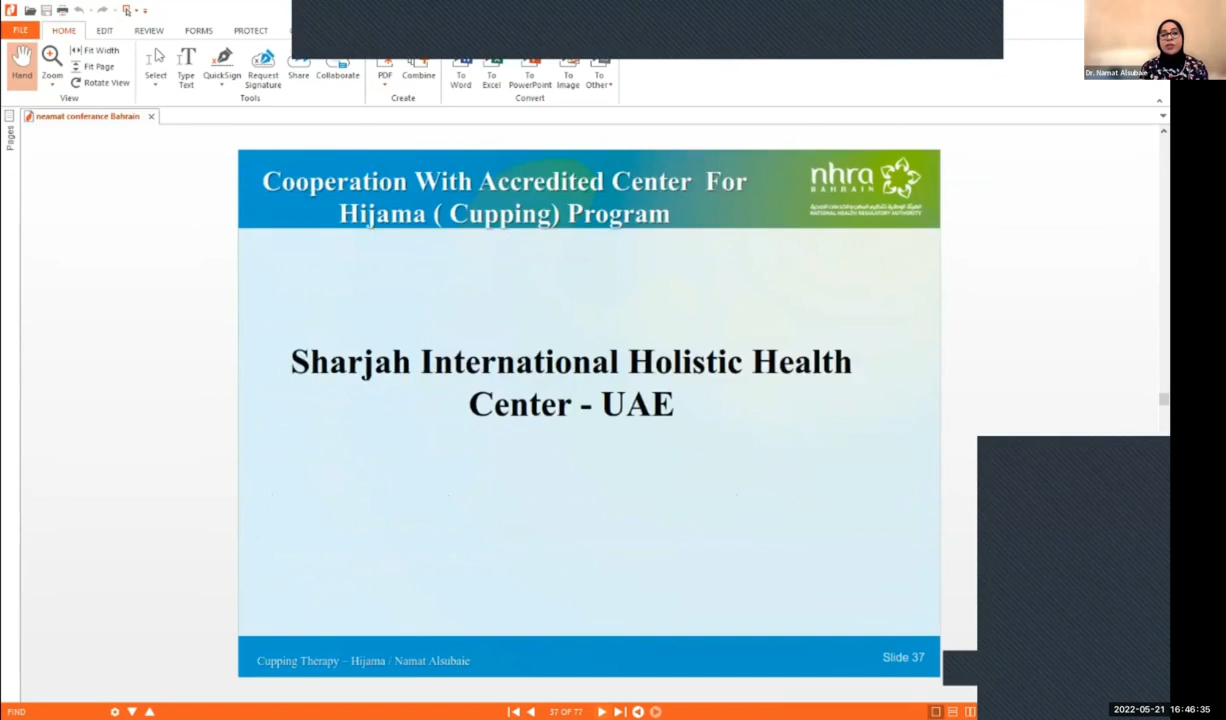 FILE
HOME
EDIT
REVIEW
FORMS
PROTECT
Hand
Zoom
Fit Width
Fit Page
Rotate View
View
Select
Type Text
QuickSign
Request Signature
Share
Collaborate
Tools
PDF
Combine
Create
To Word
To Excel
To PowerPoint
To Image
To Other
Convert
Dr. Namat Alsubaie
neamat conferance Bahrain
Pages
Cooperation With Accredited Center For
Hijama ( Cupping) Program
nhra
BAHRAIN
NATIONAL HEALTH REGULATORY AUTHORITY
Sharjah International Holistic Health
Center - UAE
Cupping Therapy – Hijama / Namat Alsubaie
Slide 37
FIND
37 OF 77
2022-05-21 16:46:35